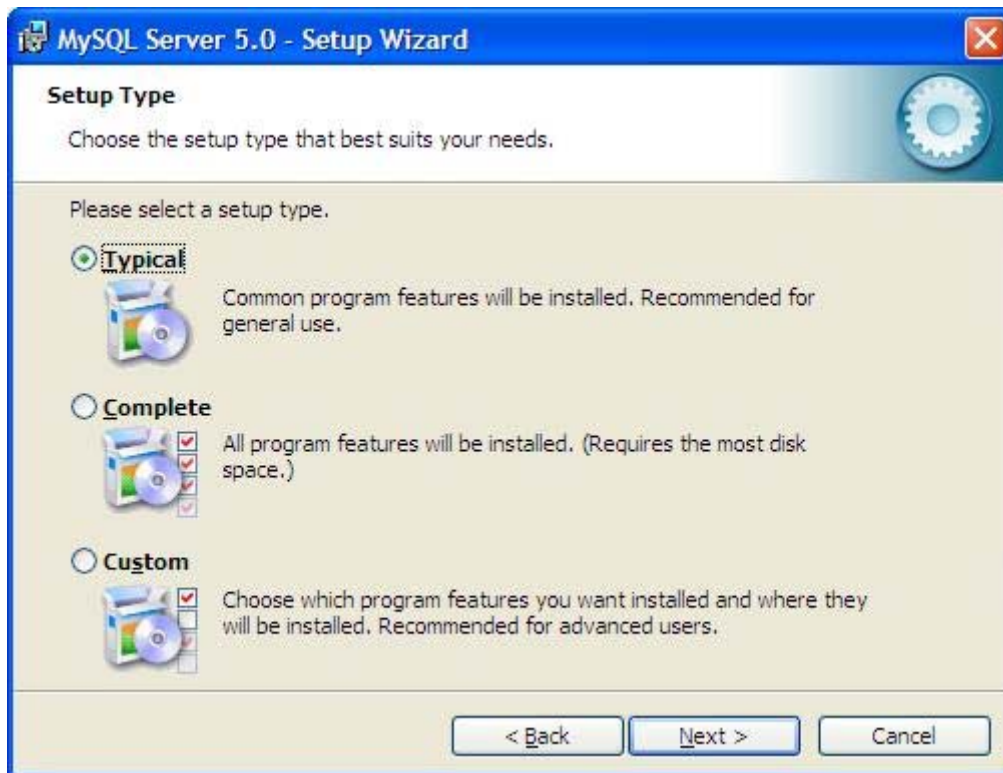 MySQL Server 5.0 - Setup Wizard
Setup Type
Choose the setup type that best suits your needs.
Please select a setup type.
Typical
Common program features will be installed. Recommended for
general use.
Complete
All program features will be installed. (Requires the most disk
space.)
Custom
Choose which program features you want installed and where they
will be installed. Recommended for advanced users.
< Back
Next >
Cancel